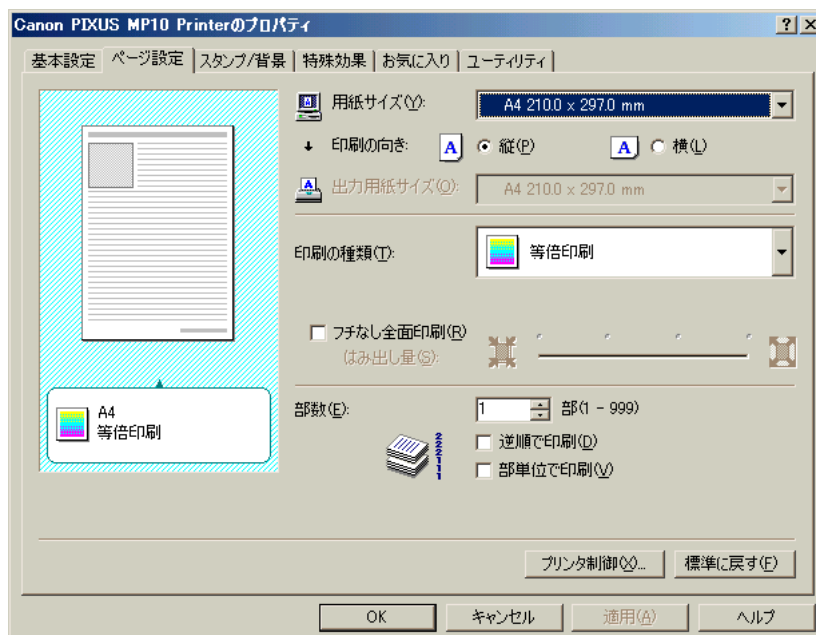 Canon PIXUS MP10 Printerのプロパティ
基本設定 ページ設定 スタンプ/背景 特殊効果 お気に入り ユーティリティ
用紙サイズ(Y): A4 210.0 x 297.0 mm
印刷の向き: A 縦(P) A 横(L)
出力用紙サイズ(O): A4 210.0 x 297.0 mm
印刷の種類(T): 等倍印刷
フチなし全面印刷(R)
はみ出し量(S):
A4
等倍印刷
部数(E): 1 部(1 - 999)
222111
逆順で印刷(D)
部単位で印刷(V)
プリンタ制御(X)... 標準に戻す(F)
OK キャンセル 適用(A) ヘルプ